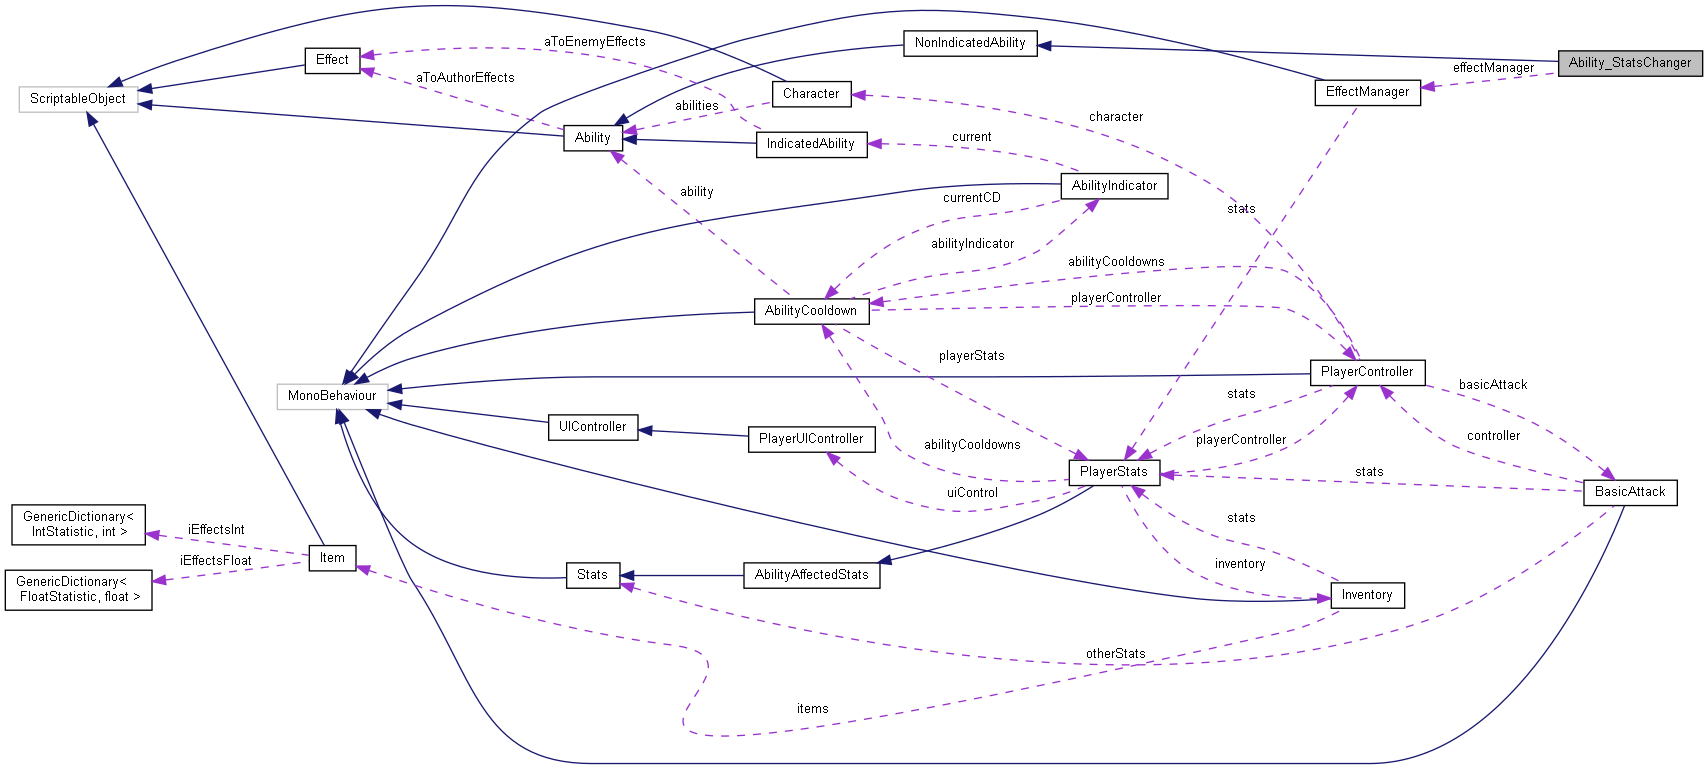 aToEnemyEffects
NonIndicatedAbility
Effect
Ability_StatsChanger
effectManager
aToAuthorEffects
ScriptableObject
abilities
Character
EffectManager
character
Ability
IndicatedAbility
current
ability
currentCD
AbilityIndicator
stats
abilityIndicator
abilityCooldowns
playerController
AbilityCooldown
playerStats
PlayerController
MonoBehaviour
stats
basicAttack
UIController
PlayerUIController
abilityCooldowns
playerController
controller
PlayerStats
stats
uiControl
BasicAttack
GenericDictionary<
IntStatistic, int >
iEffectsInt
stats
Item
iEffectsFloat
inventory
GenericDictionary<
FloatStatistic, float >
Stats
AbilityAffectedStats
Inventory
otherStats
items